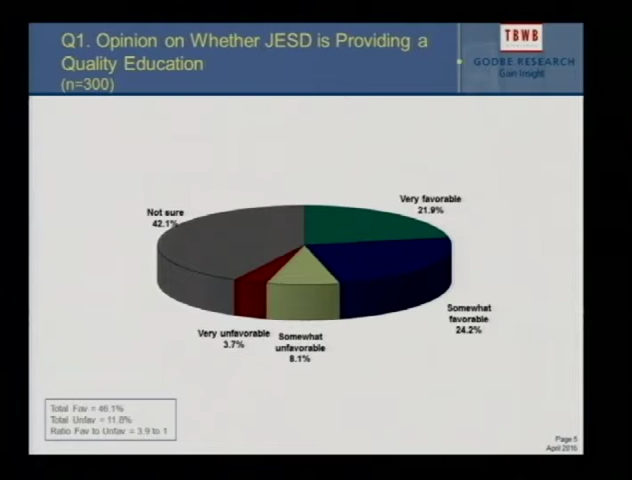 Q1. Opinion on Whether JESD is Providing a
Quality Education
(n=300)
TBWB
GODBE RESEARCH
Gain Insight
Not sure
42.1%
Very favorable
21.9%
Somewhat
favorable
24.2%
Very unfavorable
3.7%
Somewhat
unfavorable
8.1%
Total Fav = 46.1%
Total Unfav = 11.8%
Ratio Fav to Unfav = 3.9 to 1
Page 5
April 2016